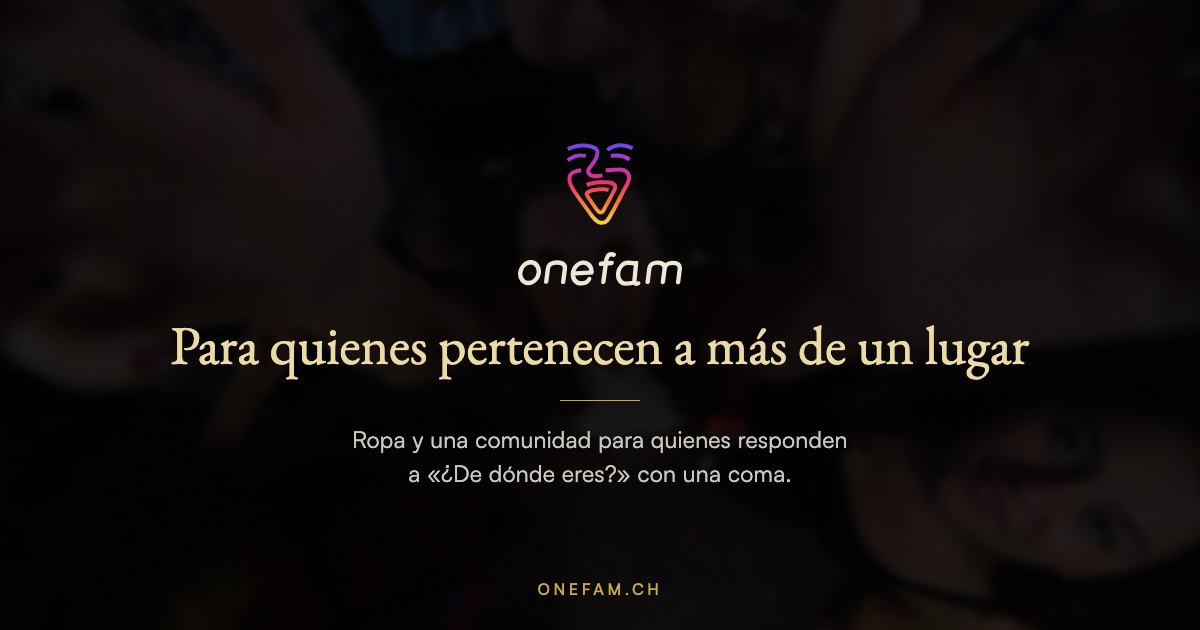 onefam
Para quienes pertenecen a más de un lugar
Ropa y una comunidad para quienes responden
a «¿De dónde eres?» con una coma.
ONEFAM.CH